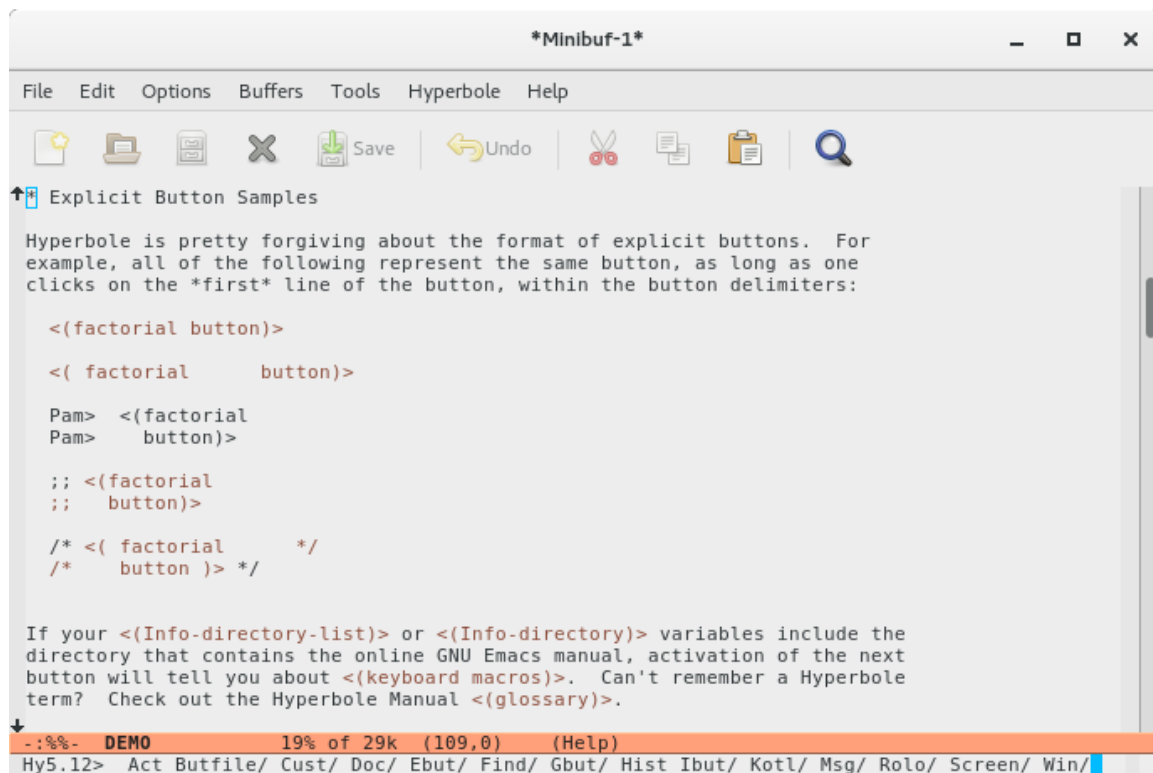 *Minibuf-1*
File Edit Options Buffers Tools Hyperbole Help
Save Undo
* Explicit Button Samples
Hyperbole is pretty forgiving about the format of explicit buttons.  For
example, all of the following represent the same button, as long as one
clicks on the *first* line of the button, within the button delimiters:
<(factorial button)>
<( factorial      button)>
Pam>  <(factorial
Pam>    button)>
;; <(factorial
;;   button)>
/* <( factorial      */
/*    button )> */
If your <(Info-directory-list)> or <(Info-directory)> variables include the
directory that contains the online GNU Emacs manual, activation of the next
button will tell you about <(keyboard macros)>.  Can't remember a Hyperbole
term?  Check out the Hyperbole Manual <(glossary)>.
-:%%-  DEMO           19% of 29k  (109,0)    (Help)
Hy5.12>  Act Butfile/ Cust/ Doc/ Ebut/ Find/ Gbut/ Hist Ibut/ Kotl/ Msg/ Rolo/ Screen/ Win/